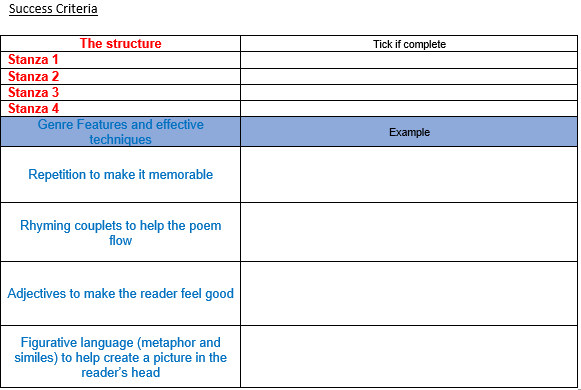 Success Criteria
The structure
Tick if complete
Stanza 1
Stanza 2
Stanza 3
Stanza 4
Genre Features and effective
techniques
Example
Repetition to make it memorable
Rhyming couplets to help the poem
flow
Adjectives to make the reader feel good
Figurative language (metaphor and
similes) to help create a picture in the
reader's head